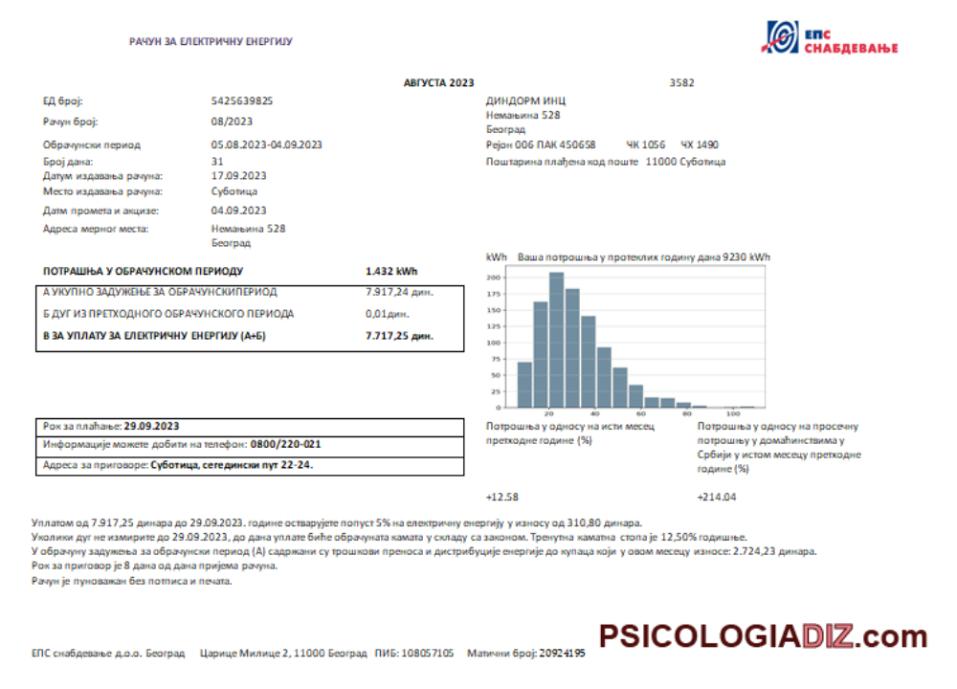 РАЧУН ЗА ЕЛЕКТРИЧНУ ЕНЕРГИЈУ
ЕПС
СНАБДЕВАЊЕ
АВГУСТА 2023
3582
ЕД број: 5425639825
Рачун број: 08/2023
Обрачунски период 05.08.2023-04.09.2023
Број дана: 31
Датум издавања рачуна: 17.09.2023
Место издавања рачуна: Суботица
Датм промета и акцизе: 04.09.2023
Адреса мерног места: Немањина 528
Београд
ДИНДОРМ ИНЦ
Немањина 528
Београд
Рејон 006 ПАК 450658 ЧК 1056 ЧХ 1490
Поштарина плаћена код поште 11000 Суботица
ПОТРАШЊА У ОБРАЧУНСКОМ ПЕРИОДУ 1.432 kWh
А УКУПНО ЗАДУЖЕЊЕ ЗА ОБРАЧУНСКИПЕРИОД 7.917,24 дин.
Б ДУГ ИЗ ПРЕТХОДНОГ ОБРАЧУНСКОГ ПЕРИОДА 0,01дин.
В ЗА УПЛАТУ ЗА ЕЛЕКТРИЧНУ ЕНЕРГИЈУ (А+Б) 7.717,25 дин.
kWh Ваша потрошња у протеклих годину дана 9230 kWh
200
175
150
125
100
75
50
25
0
20 40 60 80 100
Рок за плаћање: 29.09.2023
Информације можете добити на телефон: 0800/220-021
Адреса за приговоре: Суботица, сегедински пут 22-24.
Потрошња у односу на исти месец
претходне године (%)
+12.58
Потрошња у односу на просечну
потрошњу у домаћинствима у
Србији у истом месецу претходне
године (%)
+214.04
Уплатом од 7.917,25 динара до 29.09.2023. године остварујете попуст 5% на електричну енергију у износу од 310,80 динара.
Уколики дуг не измирите до 29.09.2023, до дана уплате биће обрачуната камата у складу са законом. Тренутна каматна стопа је 12,50% годишње.
У обрачуну задужења за обрачунски период (А) садржани су трошкови преноса и дистрибуције енергије до купаца који у овом месецу износе: 2.724,23 динара.
Рок за приговор је 8 дана од дана пријема рачуна.
Рачун је пуноважан без потписа и печата.
PSICOLOGIADIZ.com
ЕПС снабдевање д.о.о. Београд Царице Милице 2, 11000 Београд ПИБ: 108057105 Матични број: 20924195